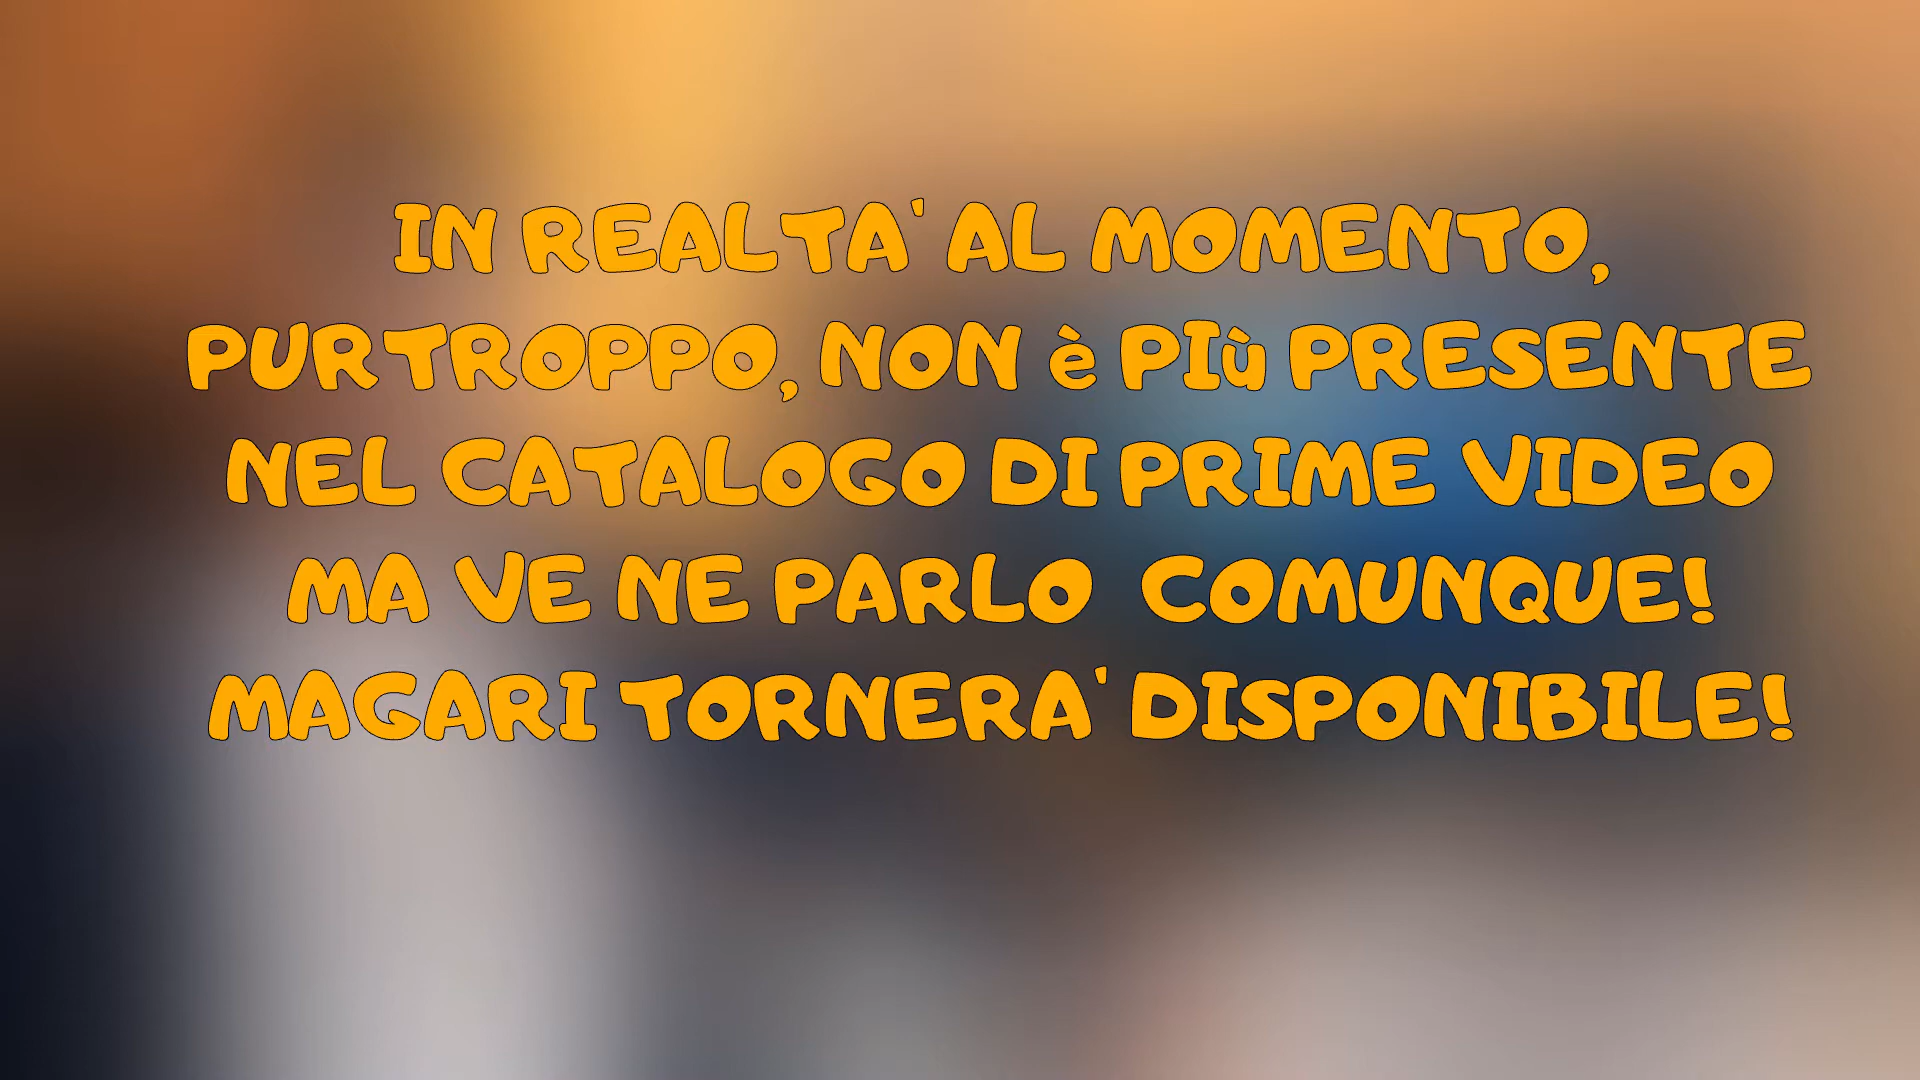 IN REALTA' AL MOMENTO,
PURTROPPO, NON è PIù PRESENTE
NEL CATALOGO DI PRIME VIDEO
MA VE NE PARLO COMUNQUE!
MAGARI TORNERA' DISPONIBILE!